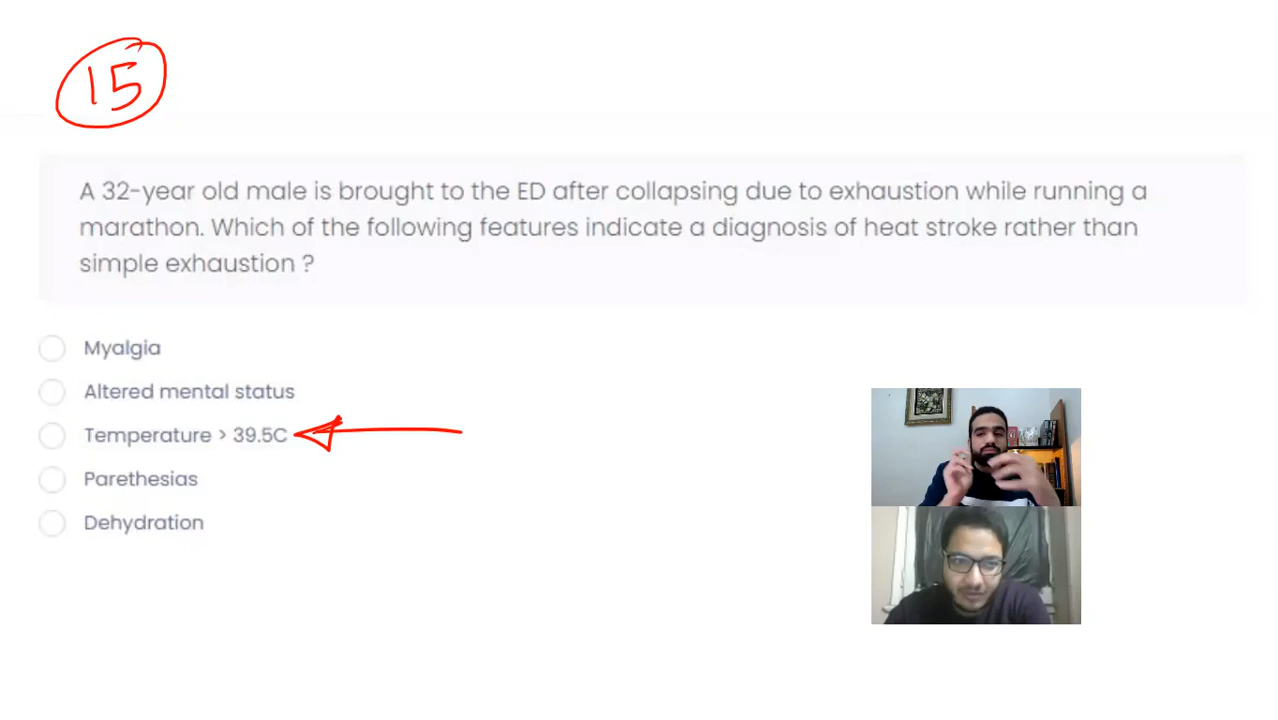 15
A 32-year old male is brought to the ED after collapsing due to exhaustion while running a
marathon. Which of the following features indicate a diagnosis of heat stroke rather than
simple exhaustion ?
Myalgia
Altered mental status
Temperature > 39.5C
Parethesias
Dehydration